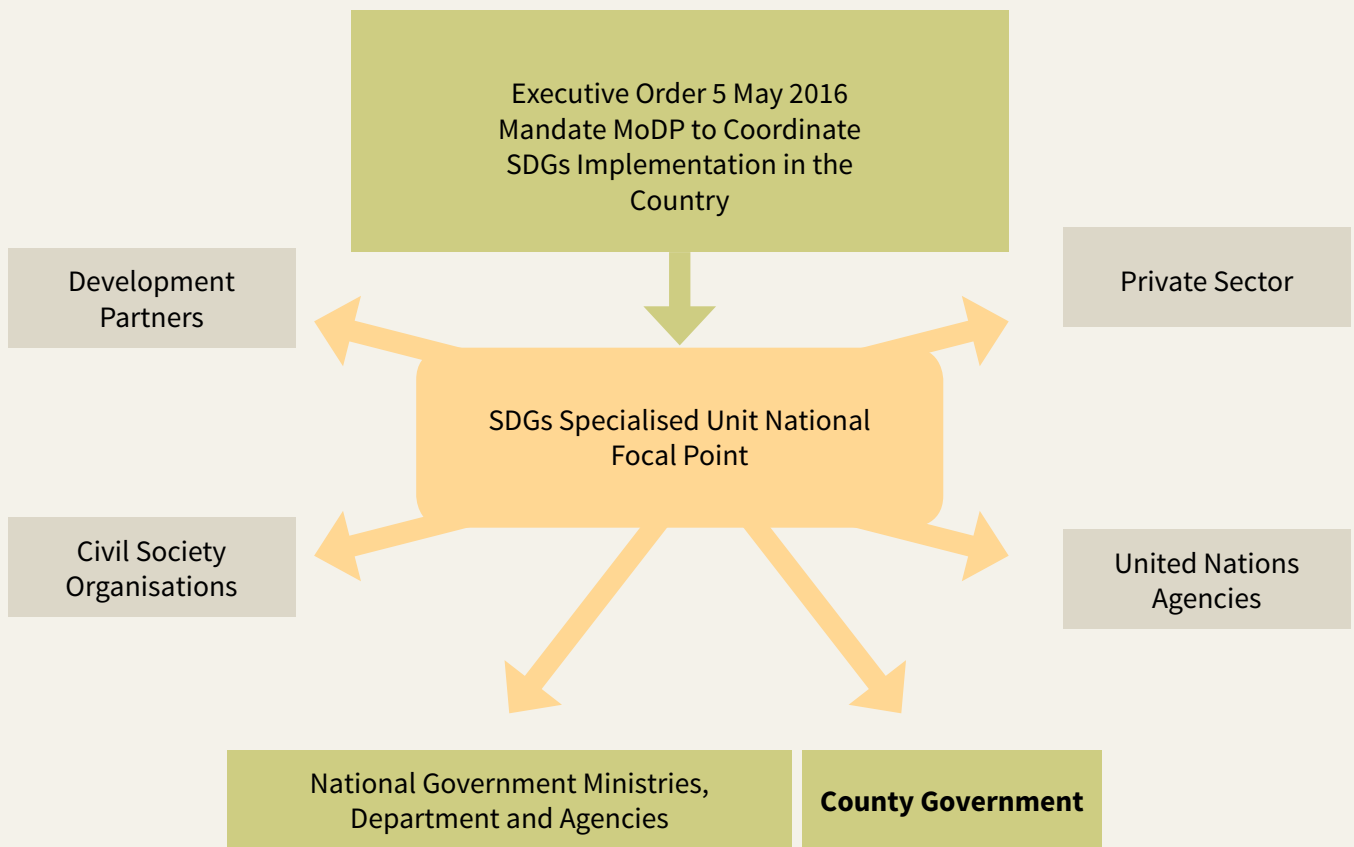 Executive Order 5 May 2016
Mandate MoDP to Coordinate
SDGs Implementation in the
Country
Development
Partners
Private Sector
SDGs Specialised Unit National
Focal Point
Civil Society
Organisations
United Nations
Agencies
National Government Ministries,
Department and Agencies
County Government